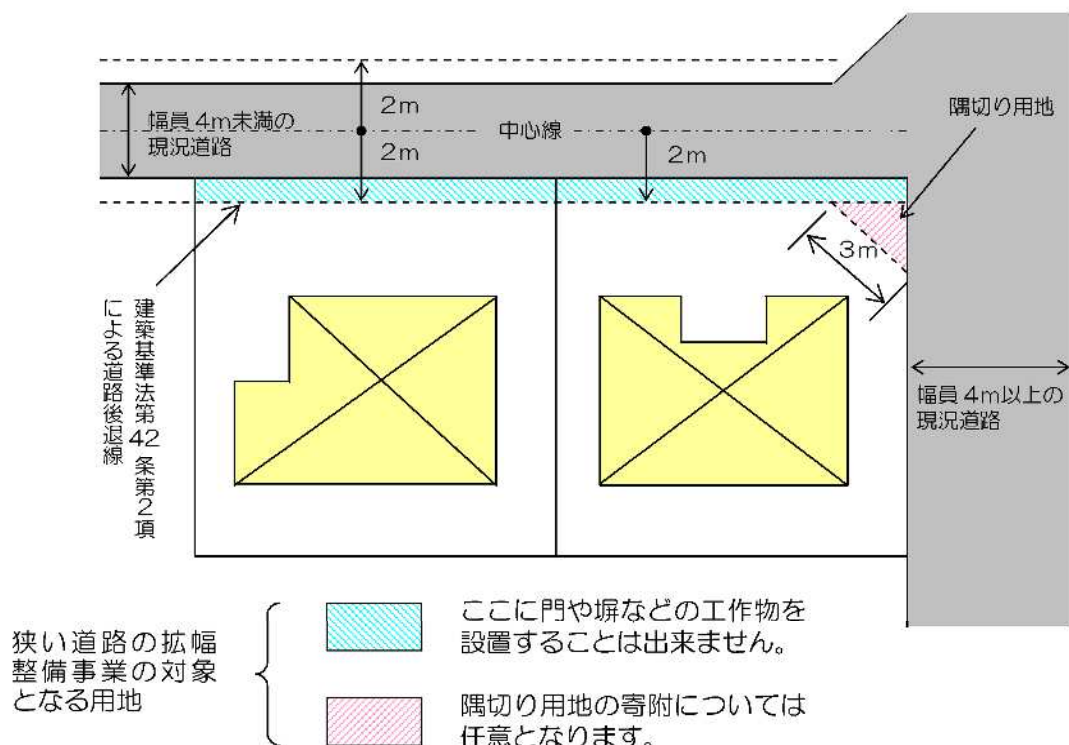 幅員4m未満の
現況道路
2m
2m
中心線
2m
隅切り用地
3m
建築基準法第42条第2項
による道路後退線
幅員4m以上の
現況道路
狭い道路の拡幅
整備事業の対象
となる用地
ここに門や塀などの工作物を
設置することは出来ません。
隅切り用地の寄附については
任意となります。